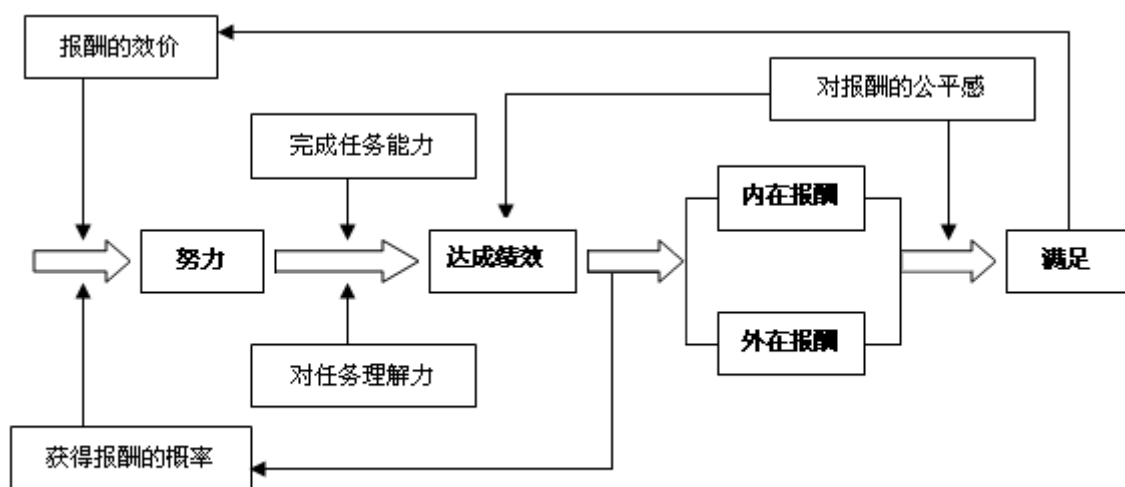 报酬的效价
对报酬的公平感
完成任务能力
内在报酬
努力
达成绩效
满足
外在报酬
对任务理解力
获得报酬的概率